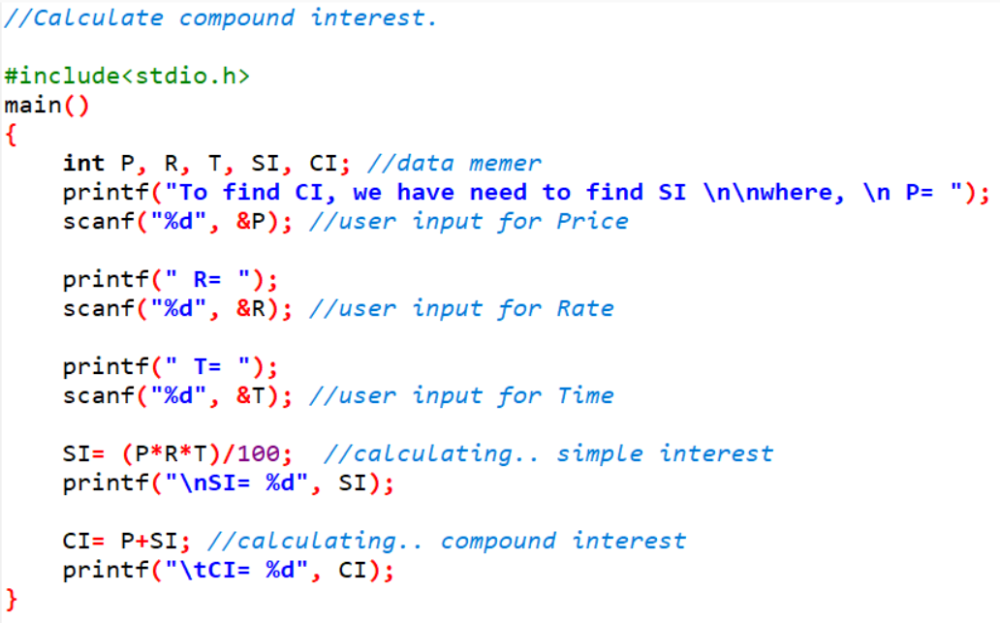 //Calculate compound interest.
#include<stdio.h>
main()
{
    int P, R, T, SI, CI; //data memer
    printf("To find CI, we have need to find SI \n\nwhere, \n P= ");
    scanf("%d", &P); //user input for Price
    printf(" R= ");
    scanf("%d", &R); //user input for Rate
    printf(" T= ");
    scanf("%d", &T); //user input for Time
    SI= (P*R*T)/100;  //calculating.. simple interest
    printf("\nSI= %d", SI);
    CI= P+SI; //calculating.. compound interest
    printf("\tCI= %d", CI);
}